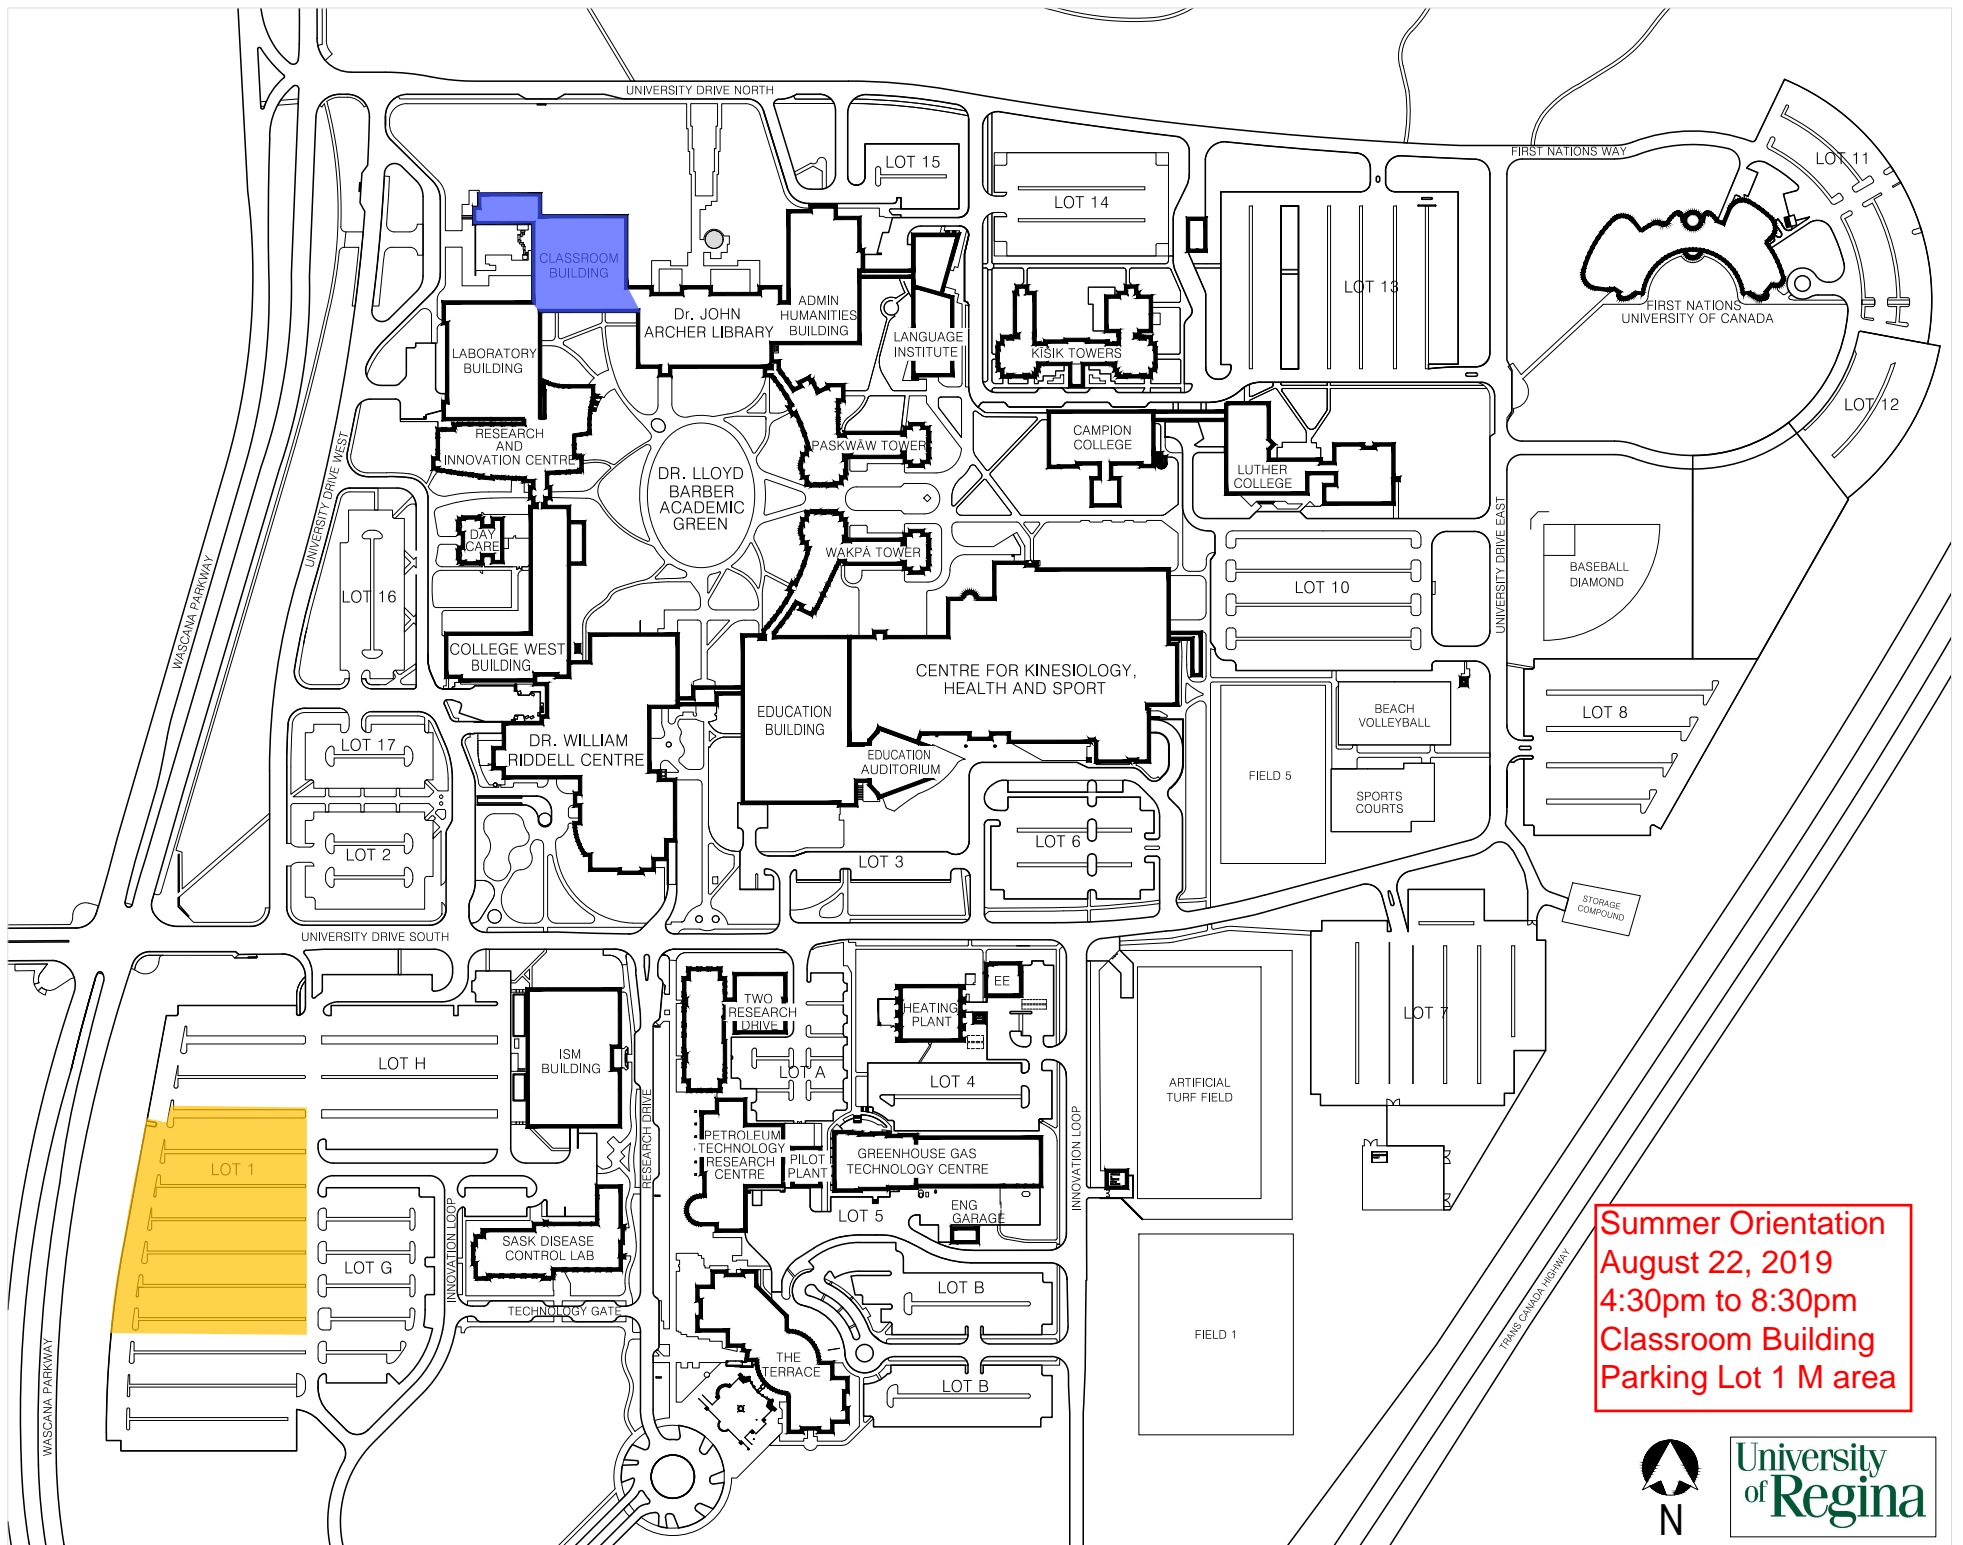 UNIVERSITY DRIVE NORTH
FIRST NATIONS WAY
LOT 15
LOT 11
LOT 14
CLASSROOM
BUILDING
LOT 13
Dr. JOHN
ARCHER LIBRARY
ADMIN
HUMANITIES
BUILDING
FIRST NATIONS
UNIVERSITY OF CANADA
LANGUAGE
INSTITUTE
KĪSIK TOWERS
LABORATORY
BUILDING
LOT 12
RESEARCH
AND
INNOVATION CENTRE
PASKWĀW TOWER
CAMPION
COLLEGE
LUTHER
COLLEGE
DR. LLOYD
BARBER
ACADEMIC
GREEN
UNIVERSITY DRIVE WEST
UNIVERSITY DRIVE EAST
DAY
CARE
WAKPĀ TOWER
BASEBALL
DIAMOND
LOT 16
LOT 10
WASCANA PARKWAY
COLLEGE WEST
BUILDING
CENTRE FOR KINESIOLOGY,
HEALTH AND SPORT
EDUCATION
BUILDING
BEACH
VOLLEYBALL
LOT 8
LOT 17
DR. WILLIAM
RIDDELL CENTRE
EDUCATION
AUDITORIUM
FIELD 5
SPORTS
COURTS
LOT 2
LOT 3
LOT 6
STORAGE
COMPOUND
UNIVERSITY DRIVE SOUTH
TWO
RESEARCH
DRIVE
EE
HEATING
PLANT
LOT 7
LOT H
ISM
BUILDING
LOT A
LOT 4
ARTIFICIAL
TURF FIELD
RESEARCH DRIVE
INNOVATION LOOP
PETROLEUM
TECHNOLOGY
RESEARCH
CENTRE
PILOT
PLANT
GREENHOUSE GAS
TECHNOLOGY CENTRE
LOT 1
LOT 5
ENG
GARAGE
INNOVATION LOOP
SASK DISEASE
CONTROL LAB
LOT G
LOT B
TECHNOLOGY GATE
FIELD 1
TRANS CANADA HIGHWAY
THE
TERRACE
LOT B
WASCANA PARKWAY
Summer Orientation
August 22, 2019
4:30pm to 8:30pm
Classroom Building
Parking Lot 1 M area
N
University
of Regina